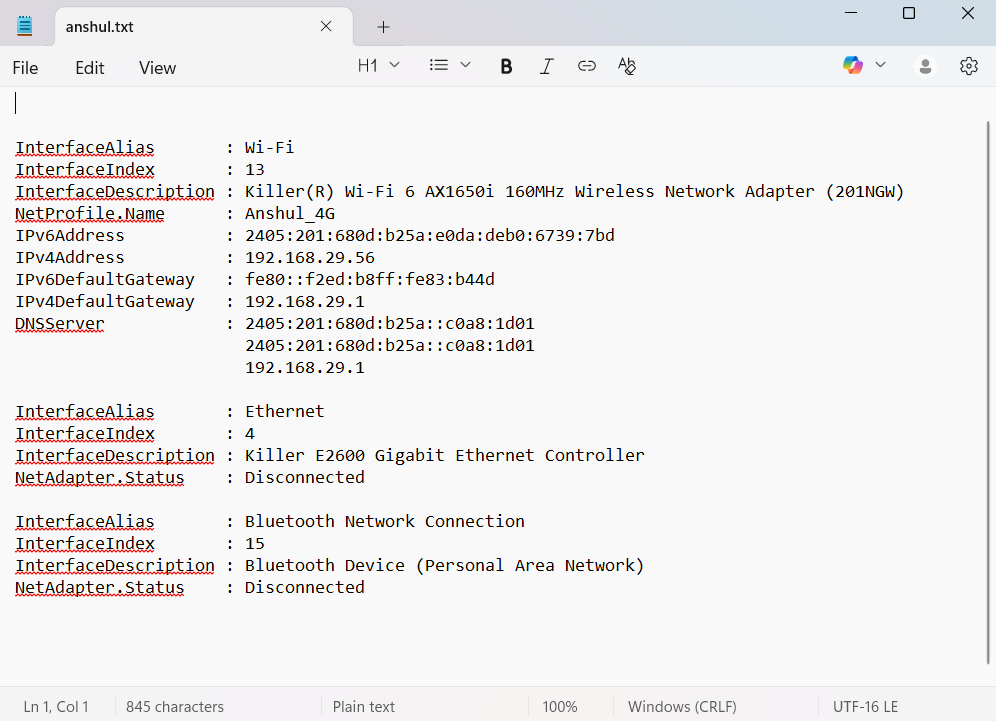 anshul.txt
File Edit View H1 B I
InterfaceAlias : Wi-Fi
InterfaceIndex : 13
InterfaceDescription : Killer(R) Wi-Fi 6 AX1650i 160MHz Wireless Network Adapter (201NGW)
NetProfile.Name : Anshul_4G
IPv6Address : 2405:201:680d:b25a:e0da:deb0:6739:7bd
IPv4Address : 192.168.29.56
IPv6DefaultGateway : fe80::f2ed:b8ff:fe83:b44d
IPv4DefaultGateway : 192.168.29.1
DNSServer : 2405:201:680d:b25a::c0a8:1d01
2405:201:680d:b25a::c0a8:1d01
192.168.29.1
InterfaceAlias : Ethernet
InterfaceIndex : 4
InterfaceDescription : Killer E2600 Gigabit Ethernet Controller
NetAdapter.Status : Disconnected
InterfaceAlias : Bluetooth Network Connection
InterfaceIndex : 15
InterfaceDescription : Bluetooth Device (Personal Area Network)
NetAdapter.Status : Disconnected
Ln 1, Col 1 845 characters Plain text 100% Windows (CRLF) UTF-16 LE